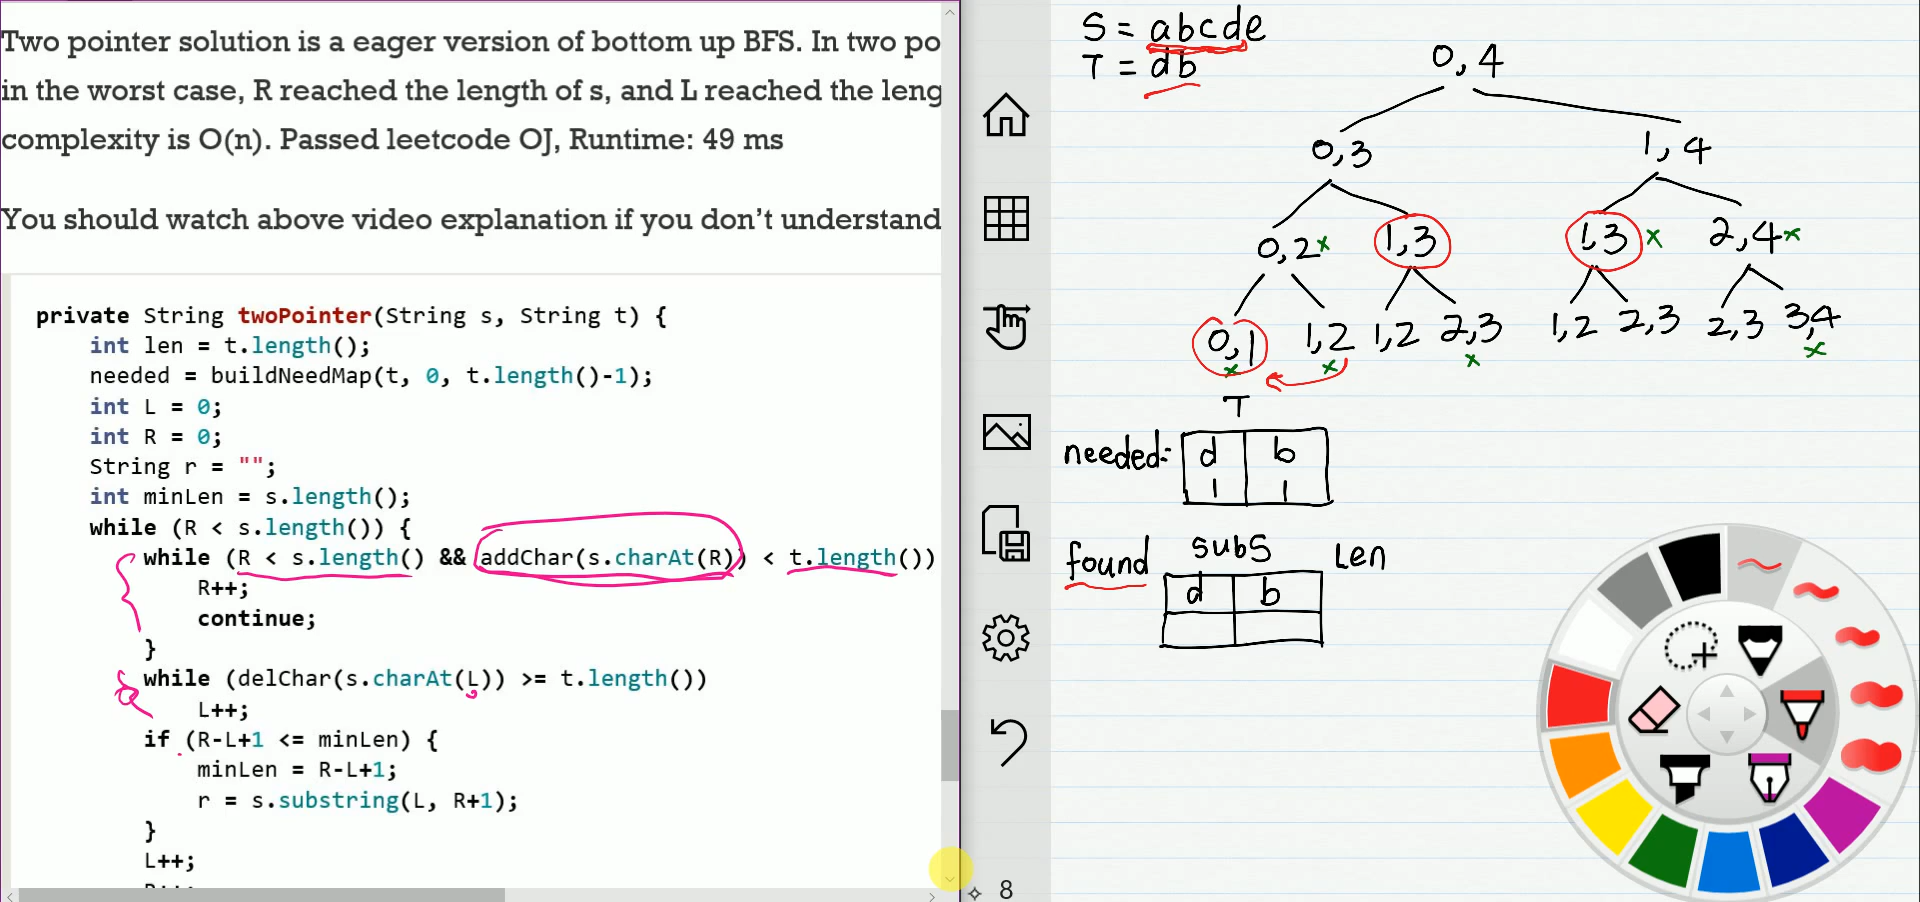 Two pointer solution is a eager version of bottom up BFS. In two po
in the worst case, R reached the length of s, and L reached the leng
complexity is O(n). Passed leetcode OJ, Runtime: 49 ms
You should watch above video explanation if you don’t understand
private String twoPointer(String s, String t) {
int len = t.length();
needed = buildNeedMap(t, 0, t.length()-1);
int L = 0;
int R = 0;
String r = "";
int minLen = s.length();
while (R < s.length()) {
while (R < s.length() && addChar(s.charAt(R)) < t.length())
R++;
continue;
}
while (delChar(s.charAt(L)) >= t.length())
L++;
if (R-L+1 <= minLen) {
minLen = R-L+1;
r = s.substring(L, R+1);
}
L++;
S = abcde
T = db
0,4
0,3 1,4
0,2 x 1,3 1,3 x 2,4 x
0,1 1,2 1,2 2,3 1,2 2,3 2,3 3,4
x x x x
T
needed: d b
1 1
found subS Len
d b
8